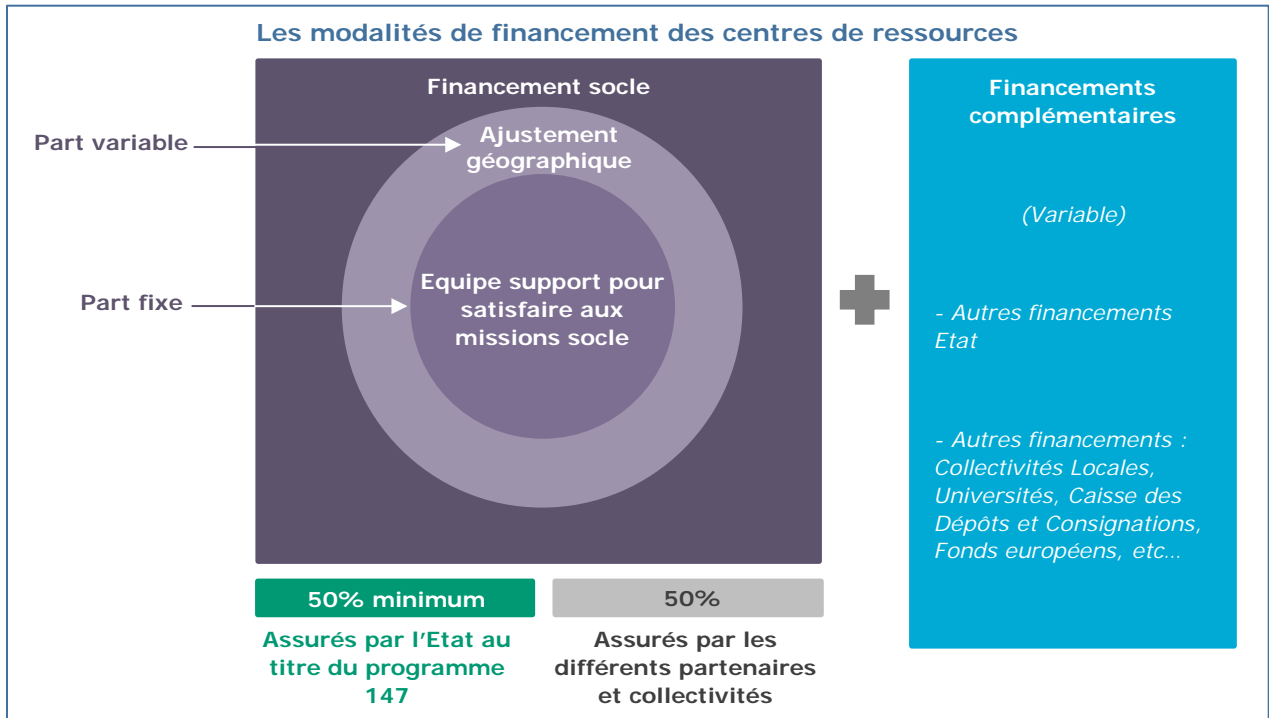 Les modalités de financement des centres de ressources
Financement socle
Part variable
Ajustement
géographique
Part fixe
Equipe support pour
satisfaire aux
missions socle
50% minimum
Assurés par l'Etat au
titre du programme
147
50%
Assurés par les
différents partenaires
et collectivités
Financements
complémentaires
(Variable)
- Autres financements
Etat
- Autres financements :
Collectivités Locales,
Universités, Caisse des
Dépôts et Consignations,
Fonds européens, etc...